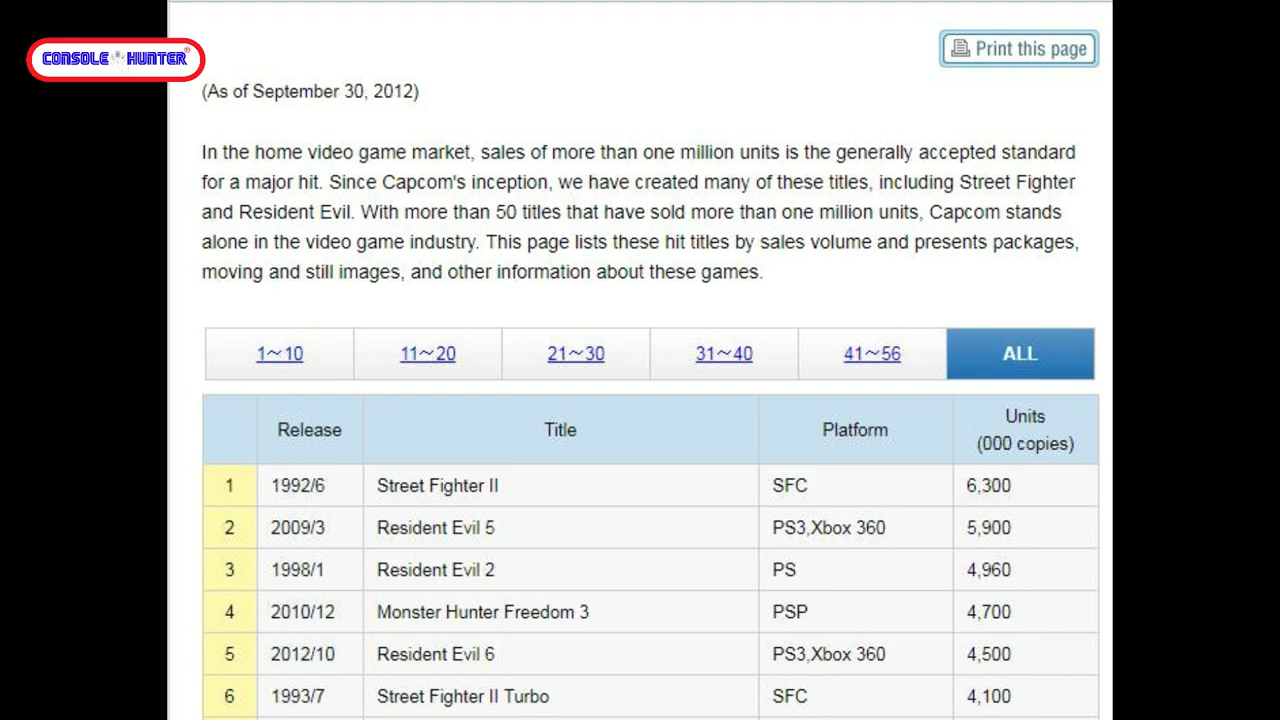 CONSOLE HUNTER®
Print this page
(As of September 30, 2012)
In the home video game market, sales of more than one million units is the generally accepted standard
for a major hit. Since Capcom's inception, we have created many of these titles, including Street Fighter
and Resident Evil. With more than 50 titles that have sold more than one million units, Capcom stands
alone in the video game industry. This page lists these hit titles by sales volume and presents packages,
moving and still images, and other information about these games.
1～10 11～20 21～30 31～40 41～56 ALL
Release Title Platform Units
(000 copies)
1 1992/6 Street Fighter II SFC 6,300
2 2009/3 Resident Evil 5 PS3,Xbox 360 5,900
3 1998/1 Resident Evil 2 PS 4,960
4 2010/12 Monster Hunter Freedom 3 PSP 4,700
5 2012/10 Resident Evil 6 PS3,Xbox 360 4,500
6 1993/7 Street Fighter II Turbo SFC 4,100